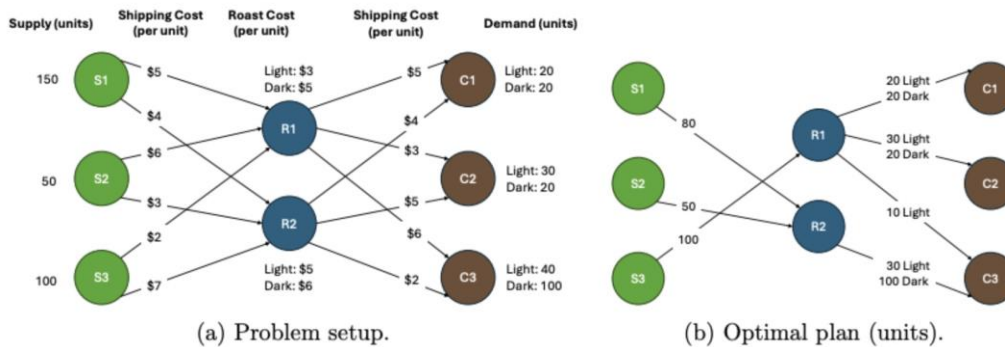 Supply (units)
Shipping Cost
(per unit)
Roast Cost
(per unit)
Shipping Cost
(per unit)
Demand (units)
150
S1
$5
$4
Light: $3
Dark: $5
R1
$5
$4
C1
Light: 20
Dark: 20
50
S2
$6
$3
$3
$5
C2
Light: 30
Dark: 20
100
S3
$2
$7
R2
Light: $5
Dark: $6
$6
$2
C3
Light: 40
Dark: 100
(a) Problem setup.
S1
80
S2
50
S3
100
R1
R2
20 Light
20 Dark
C1
30 Light
20 Dark
C2
10 Light
30 Light
100 Dark
C3
(b) Optimal plan (units).